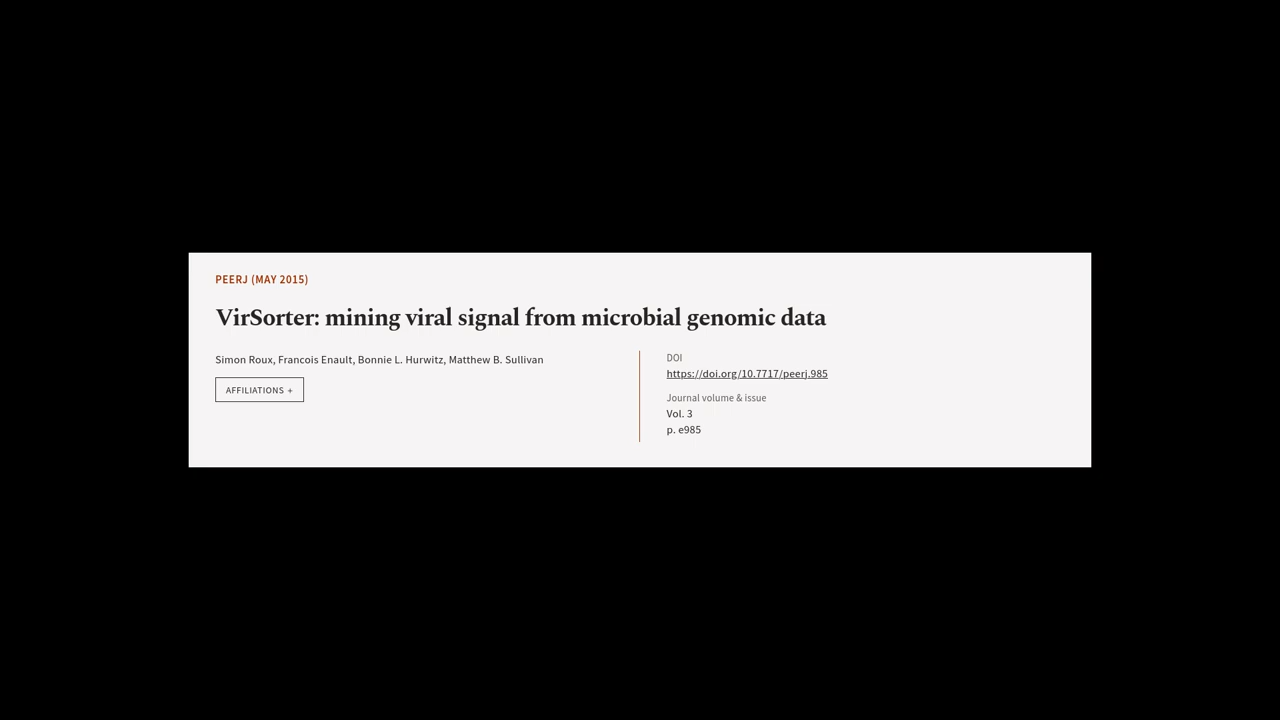 PEERJ (MAY 2015)
VirSorter: mining viral signal from microbial genomic data
Simon Roux, Francois Enault, Bonnie L. Hurwitz, Matthew B. Sullivan
AFFILIATIONS +
DOI
https://doi.org/10.7717/peerj.985
Journal volume & issue
Vol. 3
p. e985